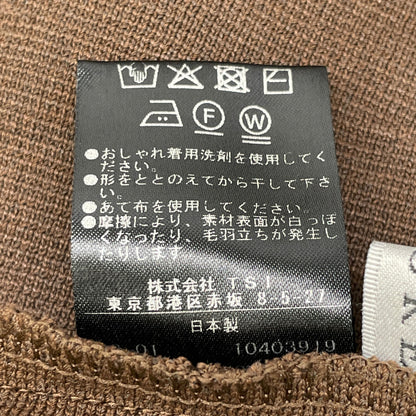 F W
●おしゃれ着用洗剤を使用してく
ださい。
●形をととのえてから干して下さ
い。
●あて布を使用してください。
●摩擦により、素材表面が白っぽ
くなったり、毛羽立ちが発生し
たりします。
株式会社 TSI
東京都港区赤坂 8-5-27
日本製
01 10403919